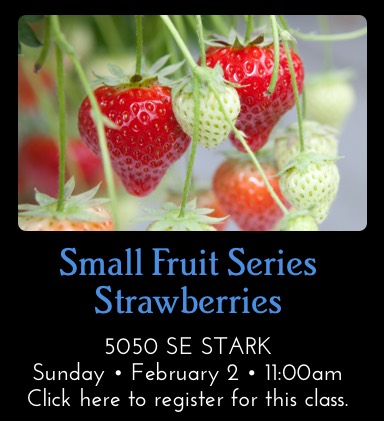 Small Fruit Series
Strawberries
5050 SE STARK
Sunday • February 2 • 11:00am
Click here to register for this class.